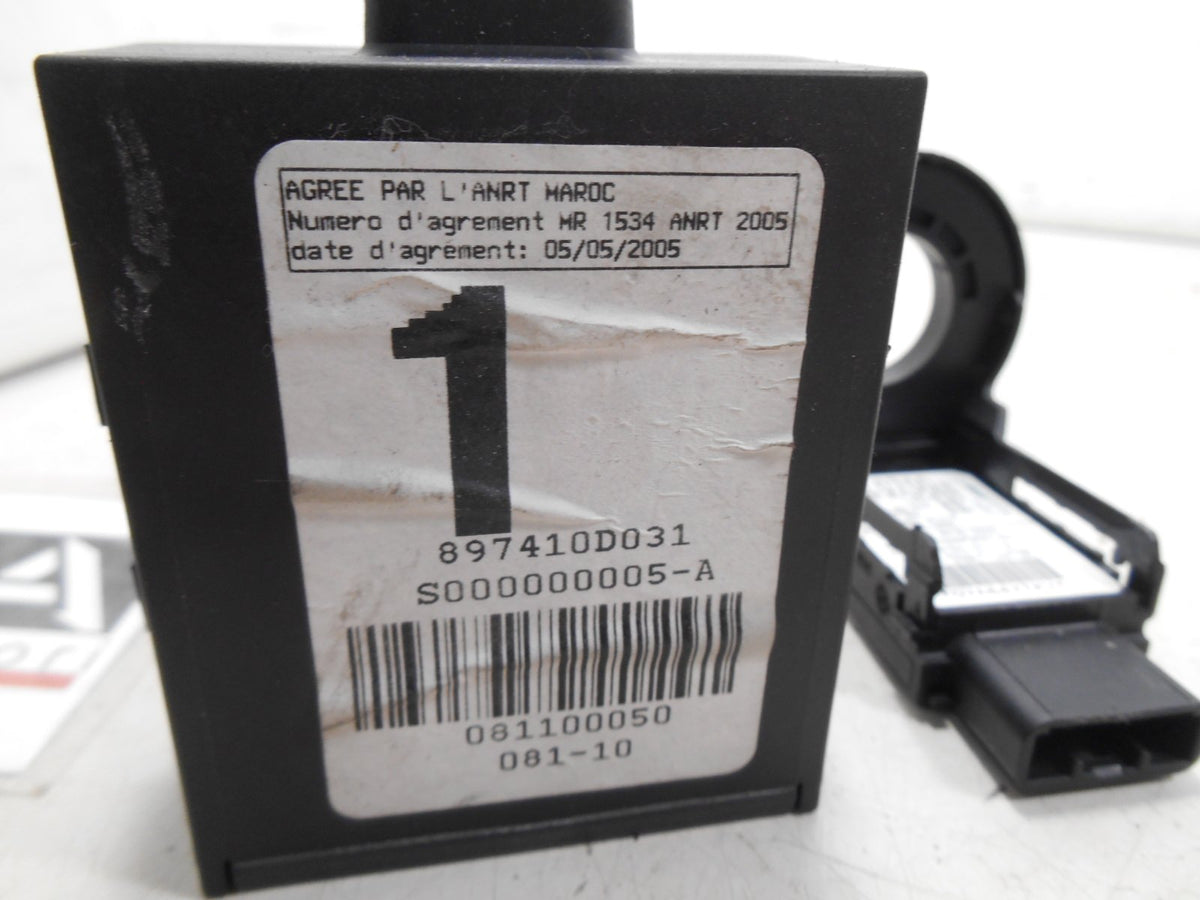 AGREE PAR L'ANRT MAROC
Numero d'agrement MR 1534 ANRT 2005
date d'agrément: 05/05/2005
1
897410D031
S000000005-A
081100050
081-10